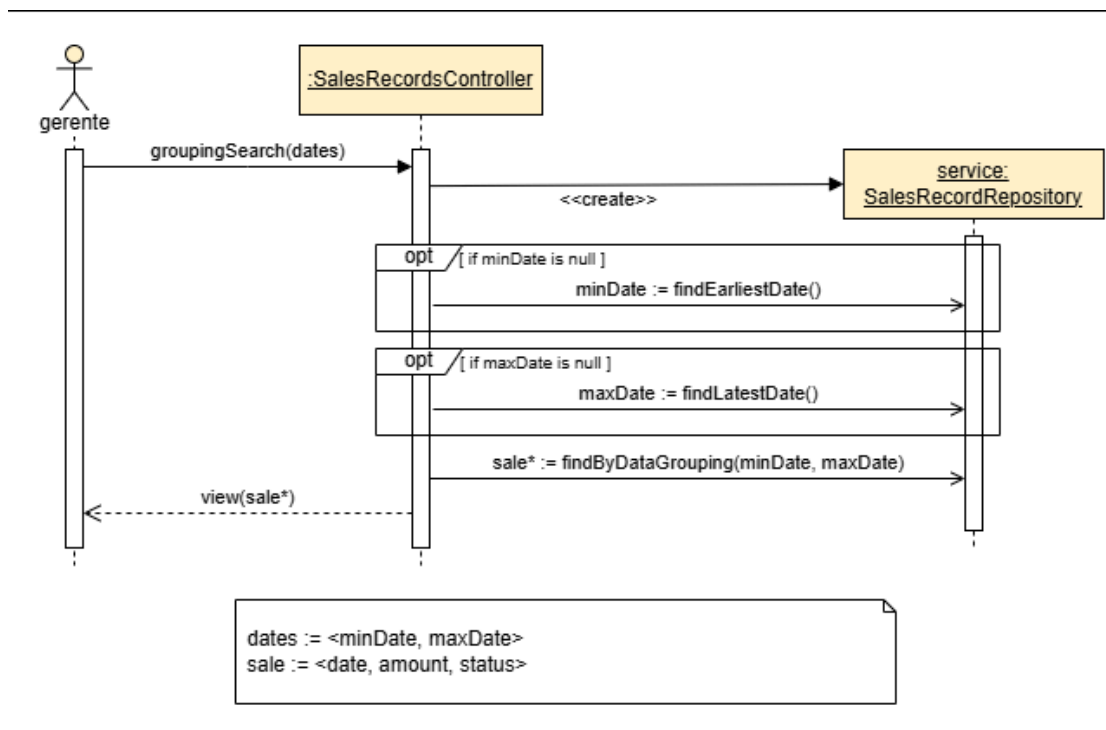 :SalesRecordsController
gerente
groupingSearch(dates)
service:
SalesRecordRepository
<<create>>
opt [ if minDate is null ]
minDate := findEarliestDate()
opt [ if maxDate is null ]
maxDate := findLatestDate()
sale* := findByDataGrouping(minDate, maxDate)
view(sale*)
dates := <minDate, maxDate>
sale := <date, amount, status>